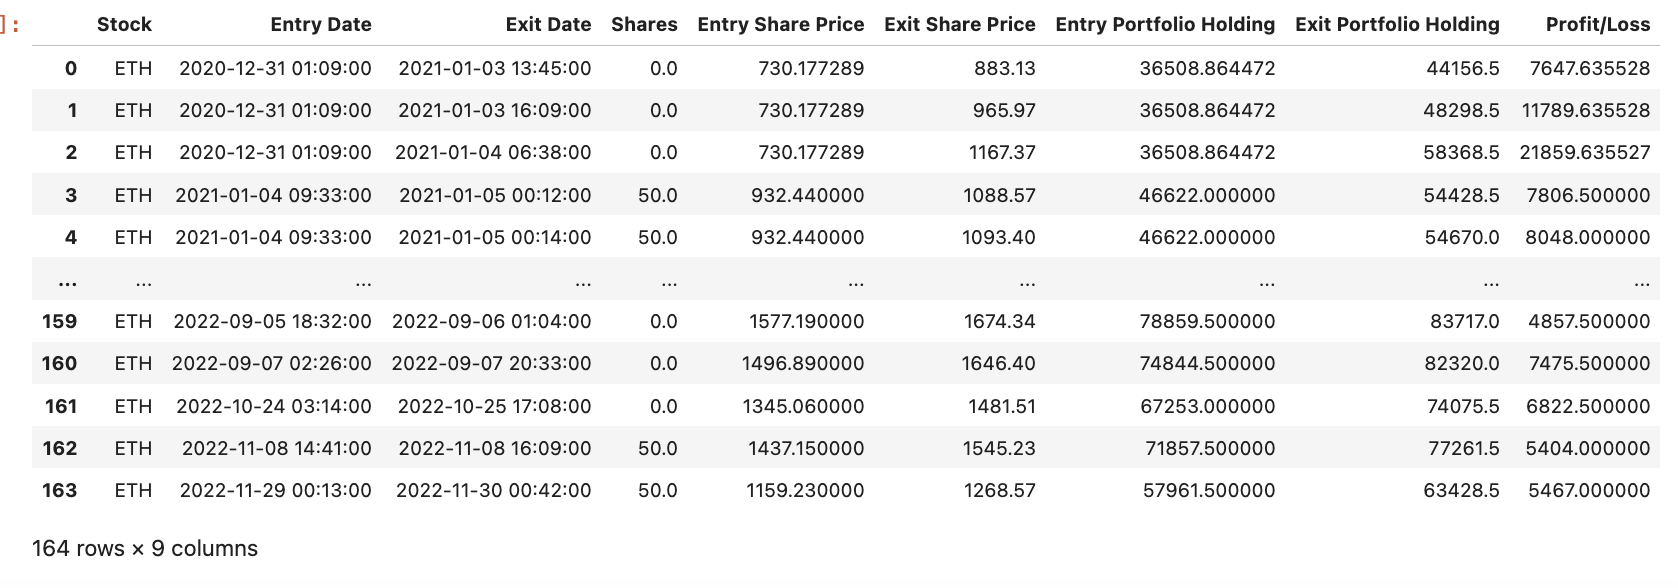 ]: Stock Entry Date Exit Date Shares Entry Share Price Exit Share Price Entry Portfolio Holding Exit Portfolio Holding Profit/Loss
0 ETH 2020-12-31 01:09:00 2021-01-03 13:45:00 0.0 730.177289 883.13 36508.864472 44156.5 7647.635528
1 ETH 2020-12-31 01:09:00 2021-01-03 16:09:00 0.0 730.177289 965.97 36508.864472 48298.5 11789.635528
2 ETH 2020-12-31 01:09:00 2021-01-04 06:38:00 0.0 730.177289 1167.37 36508.864472 58368.5 21859.635527
3 ETH 2021-01-04 09:33:00 2021-01-05 00:12:00 50.0 932.440000 1088.57 46622.000000 54428.5 7806.500000
4 ETH 2021-01-04 09:33:00 2021-01-05 00:14:00 50.0 932.440000 1093.40 46622.000000 54670.0 8048.000000
... ... ... ... ... ... ... ... ... ...
159 ETH 2022-09-05 18:32:00 2022-09-06 01:04:00 0.0 1577.190000 1674.34 78859.500000 83717.0 4857.500000
160 ETH 2022-09-07 02:26:00 2022-09-07 20:33:00 0.0 1496.890000 1646.40 74844.500000 82320.0 7475.500000
161 ETH 2022-10-24 03:14:00 2022-10-25 17:08:00 0.0 1345.060000 1481.51 67253.000000 74075.5 6822.500000
162 ETH 2022-11-08 14:41:00 2022-11-08 16:09:00 50.0 1437.150000 1545.23 71857.500000 77261.5 5404.000000
163 ETH 2022-11-29 00:13:00 2022-11-30 00:42:00 50.0 1159.230000 1268.57 57961.500000 63428.5 5467.000000
164 rows × 9 columns